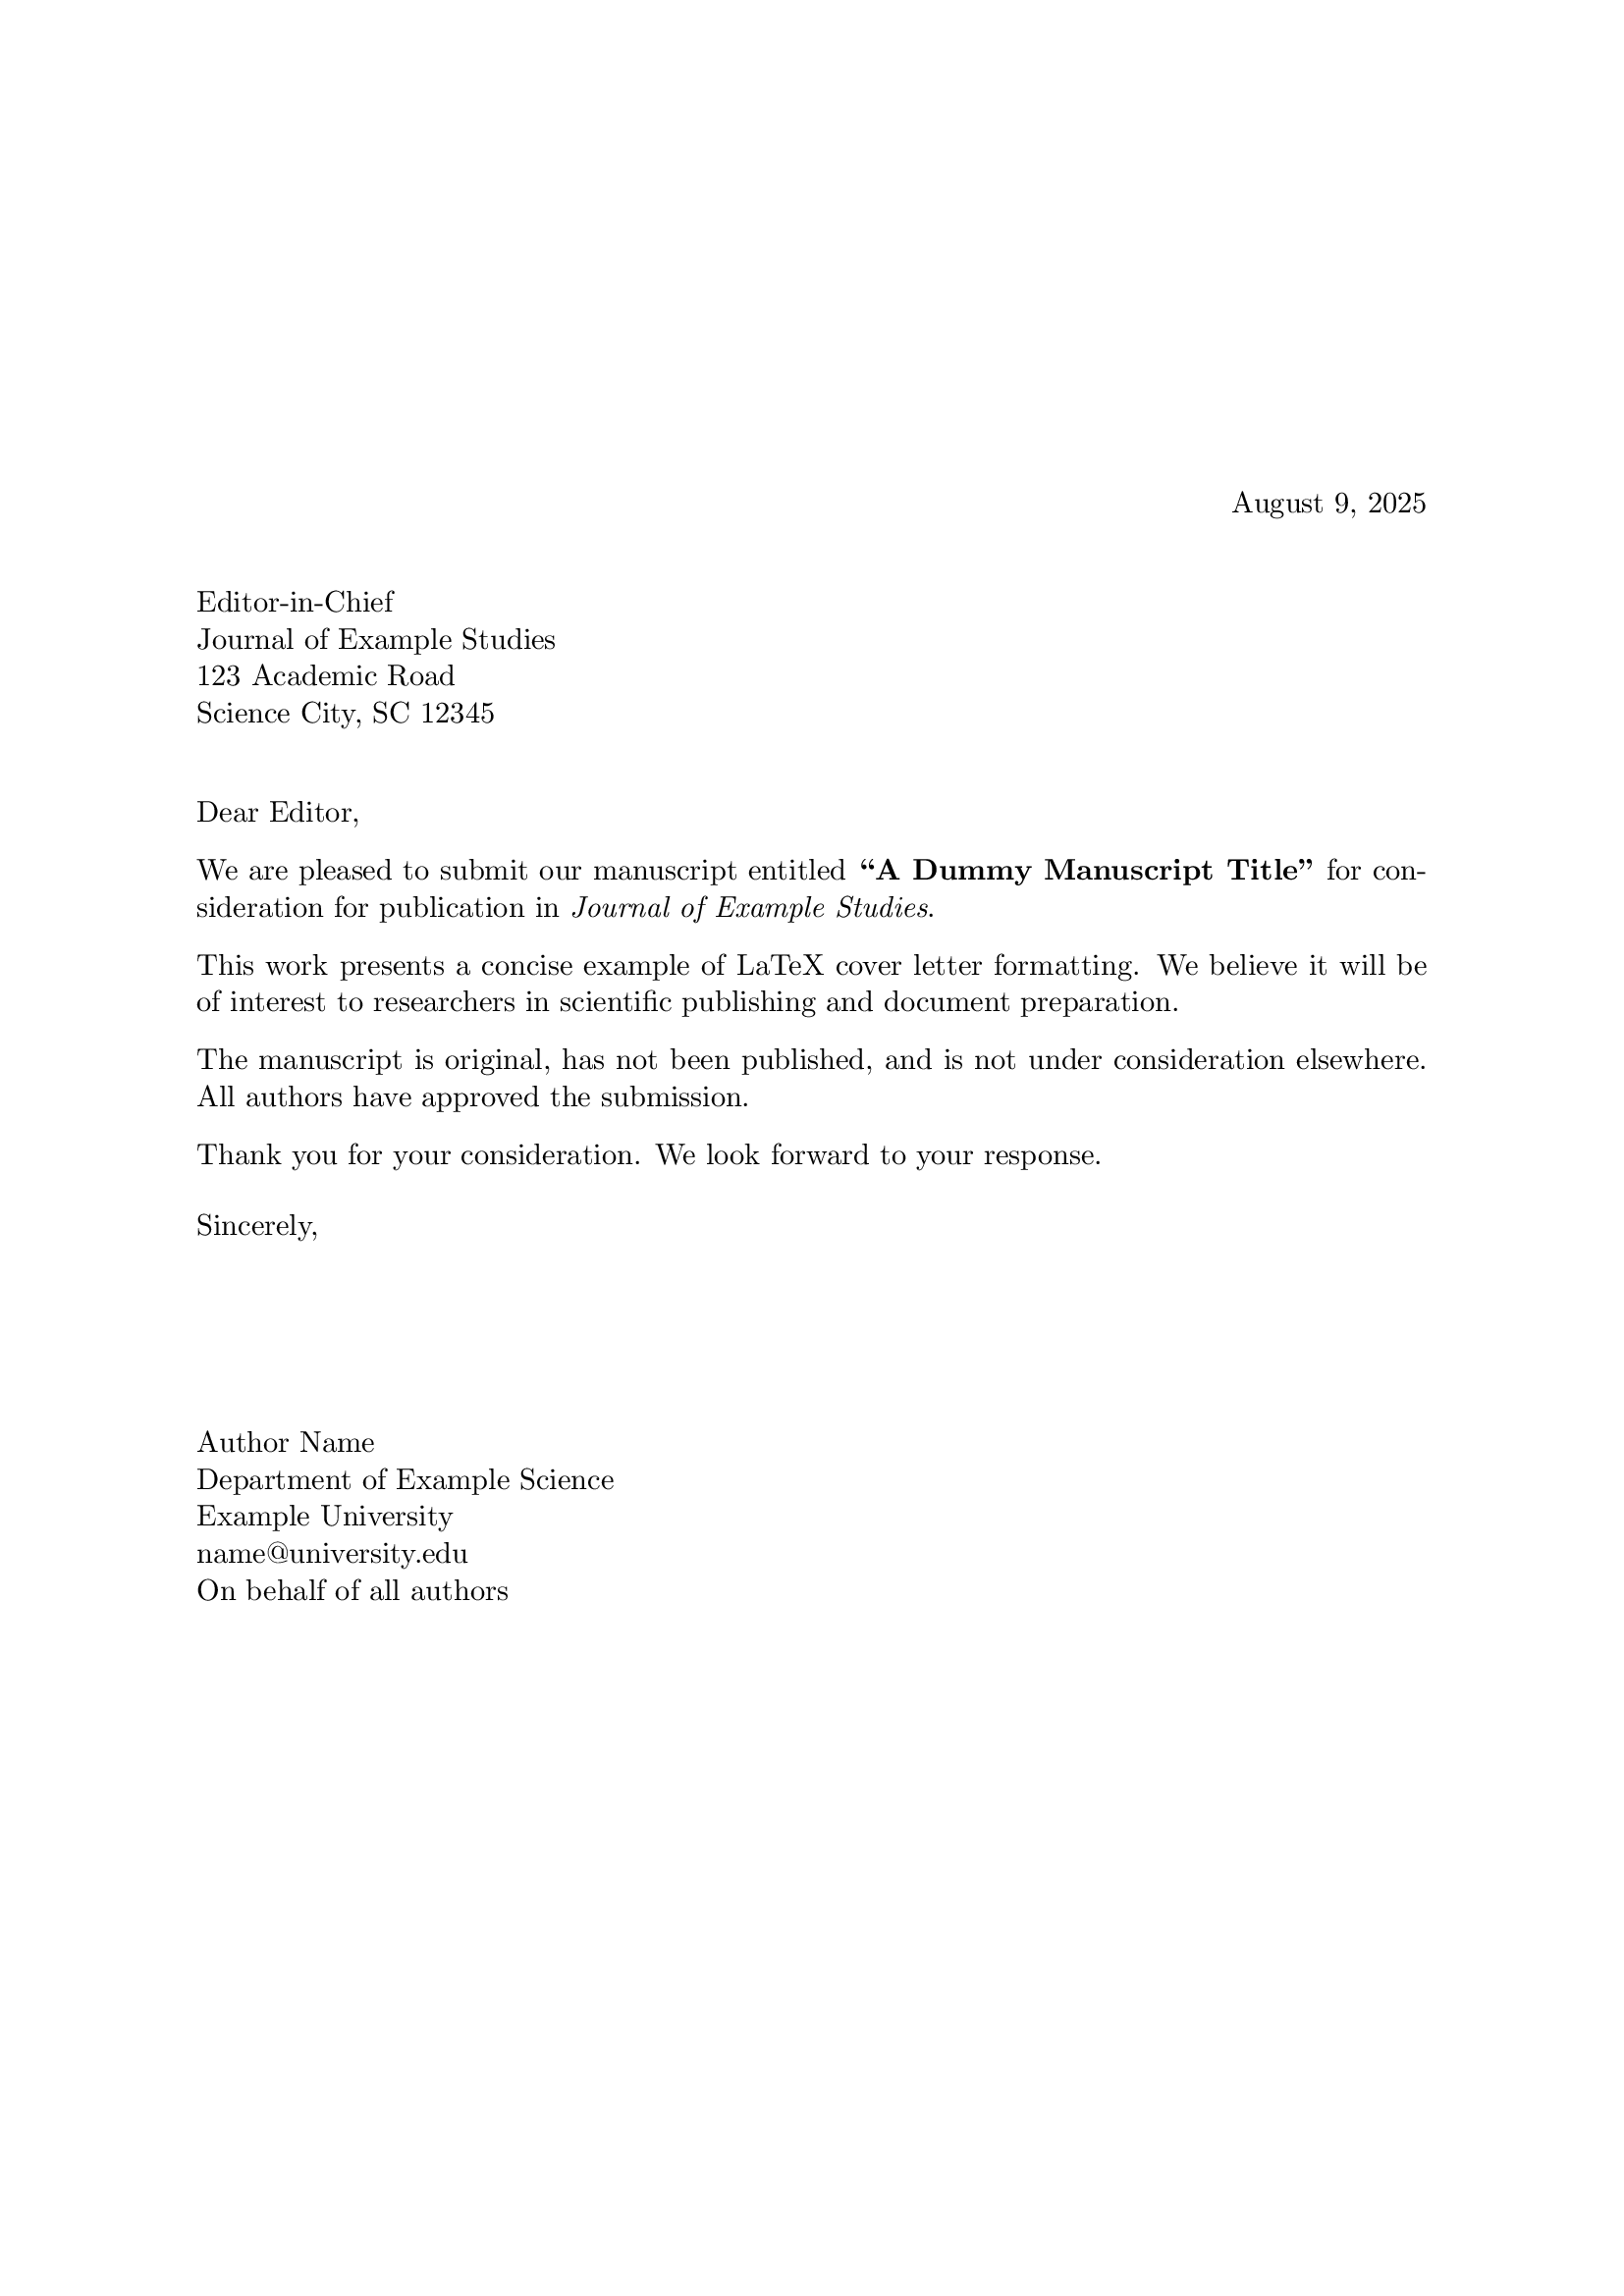 August 9, 2025
Editor-in-Chief
Journal of Example Studies
123 Academic Road
Science City, SC 12345
Dear Editor,
We are pleased to submit our manuscript entitled “A Dummy Manuscript Title” for con-
sideration for publication in Journal of Example Studies.
This work presents a concise example of LaTeX cover letter formatting. We believe it will be
of interest to researchers in scientific publishing and document preparation.
The manuscript is original, has not been published, and is not under consideration elsewhere.
All authors have approved the submission.
Thank you for your consideration. We look forward to your response.
Sincerely,
Author Name
Department of Example Science
Example University
name@university.edu
On behalf of all authors